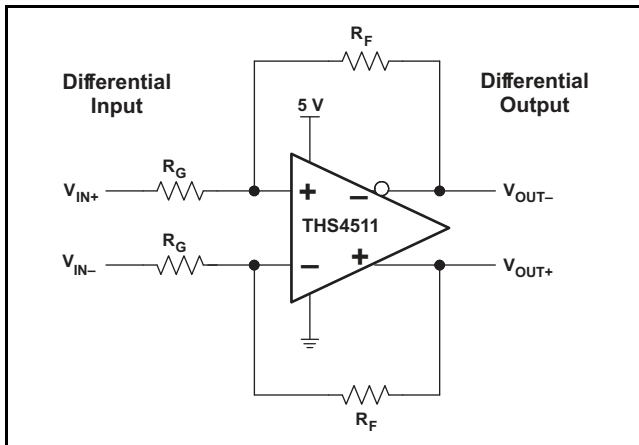 R_F
Differential Input
Differential Output
5 V
R_G
V_IN+
+
−
V_OUT−
THS4511
R_G
V_IN−
−
+
V_OUT+
R_F